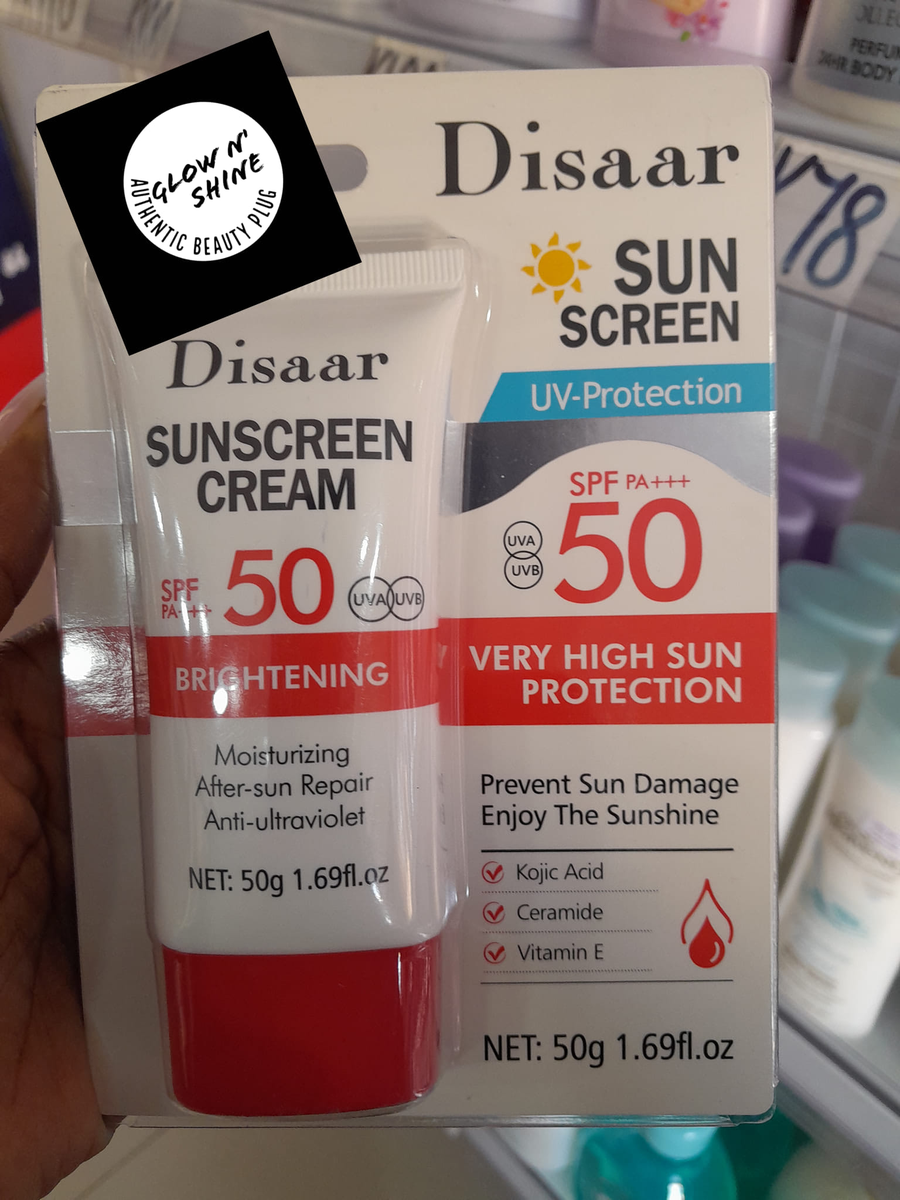 GLOW N'
SHINE
AUTHENTIC BEAUTY PLUG
Disaar
SUN
SCREEN
UV-Protection
SPF PA+++
50
UVA
UVB
VERY HIGH SUN
PROTECTION
Prevent Sun Damage
Enjoy The Sunshine
Kojic Acid
Ceramide
Vitamin E
NET: 50g 1.69fl.oz
Disaar
SUNSCREEN
CREAM
SPF
PA+++
50
UVA UVB
BRIGHTENING
Moisturizing
After-sun Repair
Anti-ultraviolet
NET: 50g 1.69fl.oz
78
BODY